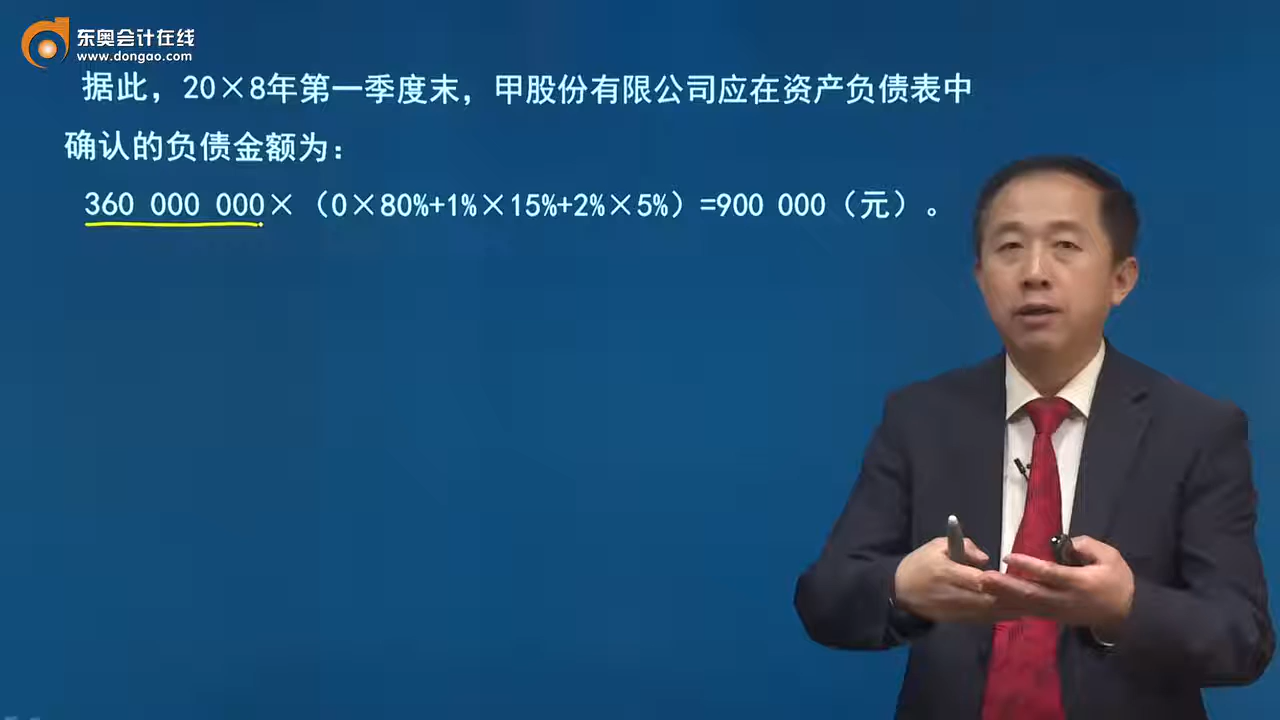 东奥会计在线
www.dongao.com
据此，20×8年第一季度末，甲股份有限公司应在资产负债表中
确认的负债金额为：
360 000 000×（0×80%+1%×15%+2%×5%）=900 000（元）。